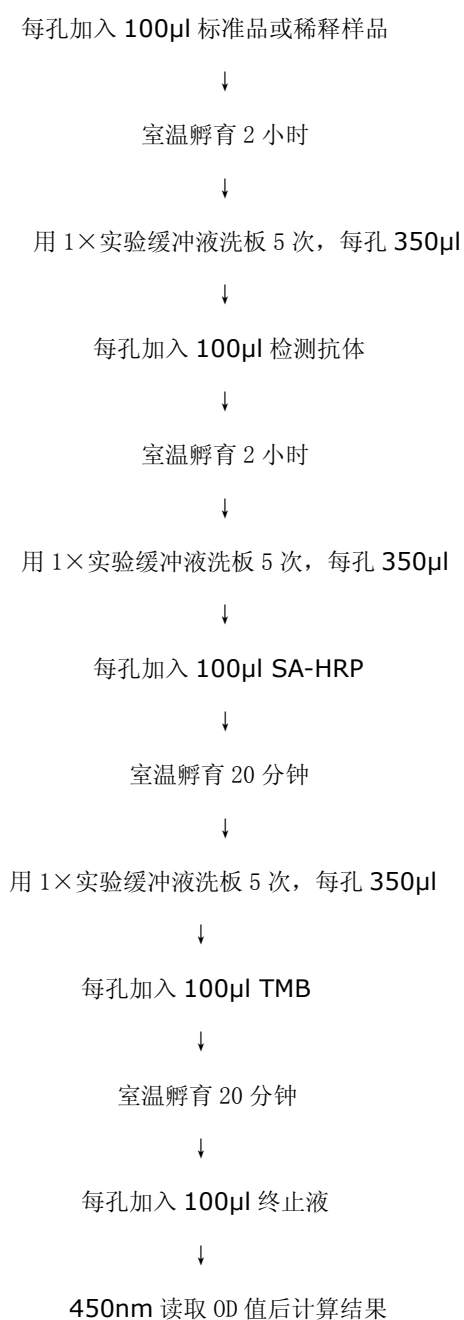 每孔加入 100μl 标准品或稀释样品
↓
室温孵育 2 小时
↓
用 1×实验缓冲液洗板 5 次，每孔 350μl
↓
每孔加入 100μl 检测抗体
↓
室温孵育 2 小时
↓
用 1×实验缓冲液洗板 5 次，每孔 350μl
↓
每孔加入 100μl SA-HRP
↓
室温孵育 20 分钟
↓
用 1×实验缓冲液洗板 5 次，每孔 350μl
↓
每孔加入 100μl TMB
↓
室温孵育 20 分钟
↓
每孔加入 100μl 终止液
↓
450nm 读取 OD 值后计算结果